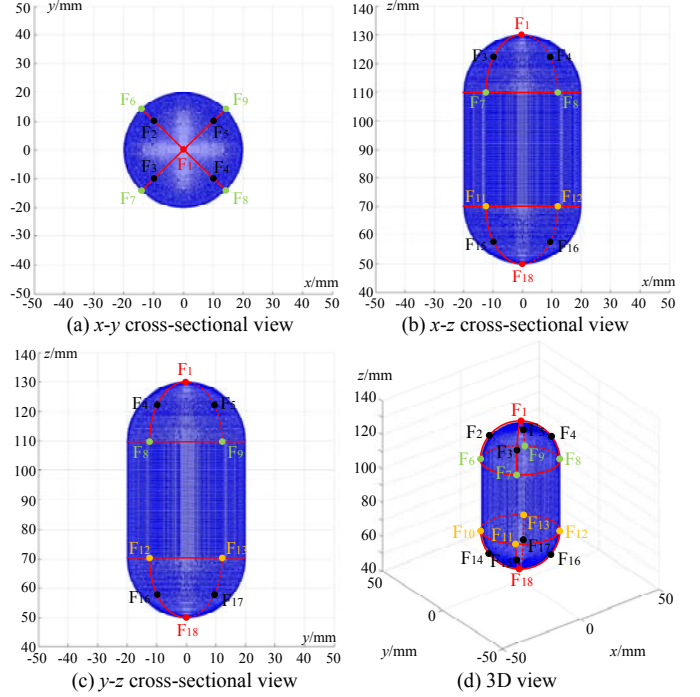 y/mm
50
40
30
20
10
0
-10
-20
-30
-40
-50
-50 -40 -30 -20 -10 0 10 20 30 40 50
x/mm
F6 F9
F2 F5
F1
F3 F4
F7 F8
(a) x-y cross-sectional view
z/mm
140
130
120
110
100
90
80
70
60
50
40
-50 -40 -30 -20 -10 0 10 20 30 40 50
x/mm
F1
F3 F4
F7 F8
F11 F12
F15 F16
F18
(b) x-z cross-sectional view
z/mm
140
130
120
110
100
90
80
70
60
50
40
-50 -40 -30 -20 -10 0 10 20 30 40 50
y/mm
F1
F4 F5
F8 F9
F12 F13
F16 F17
F18
(c) y-z cross-sectional view
z/mm
140
120
100
80
60
40
50
0
-50
y/mm
-50
0
50
x/mm
F1
F2 F4
F3
F6 F9 F8
F7
F10 F11 F13 F12
F17
F14 F16
F18
(d) 3D view